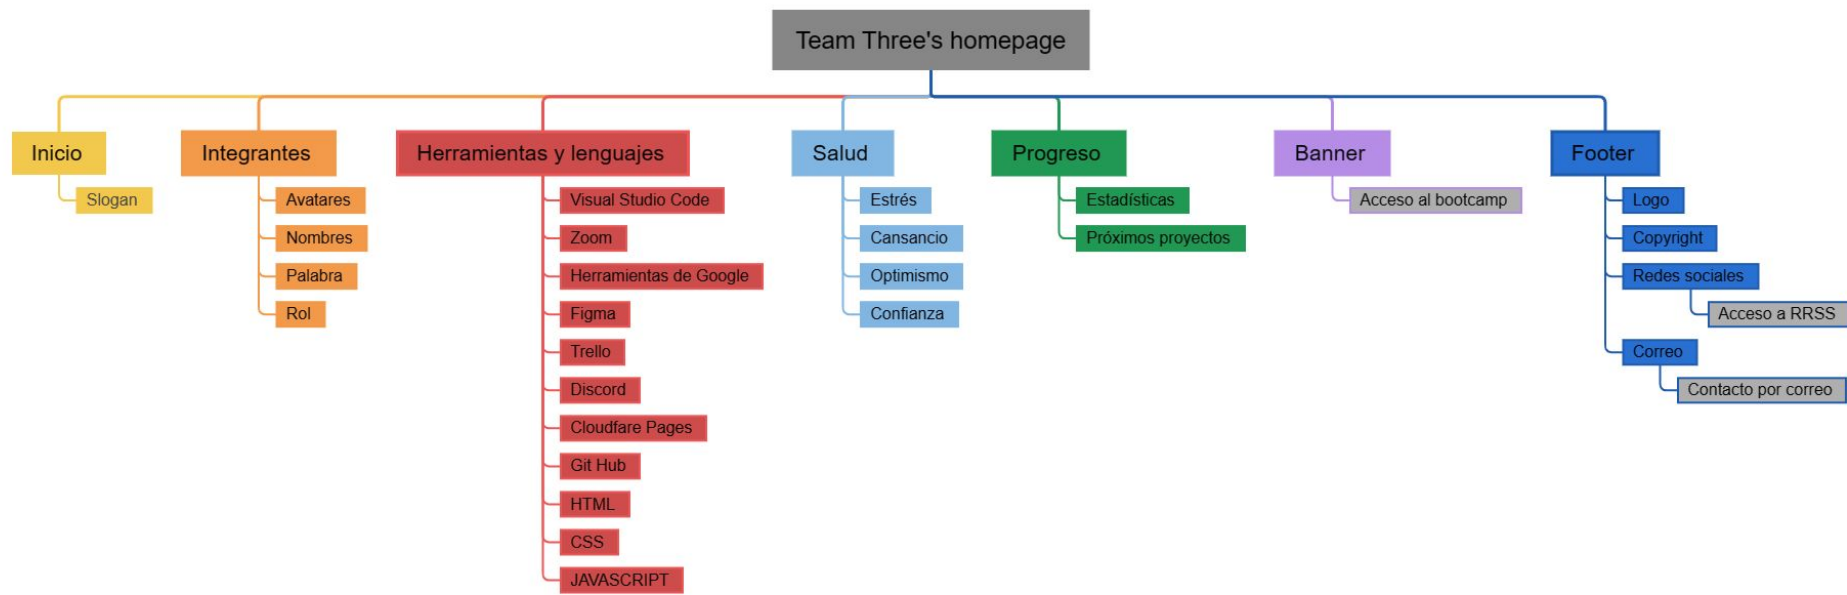 Team Three's homepage
Inicio
Slogan
Integrantes
Avatares
Nombres
Palabra
Rol
Herramientas y lenguajes
Visual Studio Code
Zoom
Herramientas de Google
Figma
Trello
Discord
Cloudfare Pages
Git Hub
HTML
CSS
JAVASCRIPT
Salud
Estrés
Cansancio
Optimismo
Confianza
Progreso
Estadísticas
Próximos proyectos
Banner
Acceso al bootcamp
Footer
Logo
Copyright
Redes sociales
Acceso a RRSS
Correo
Contacto por correo